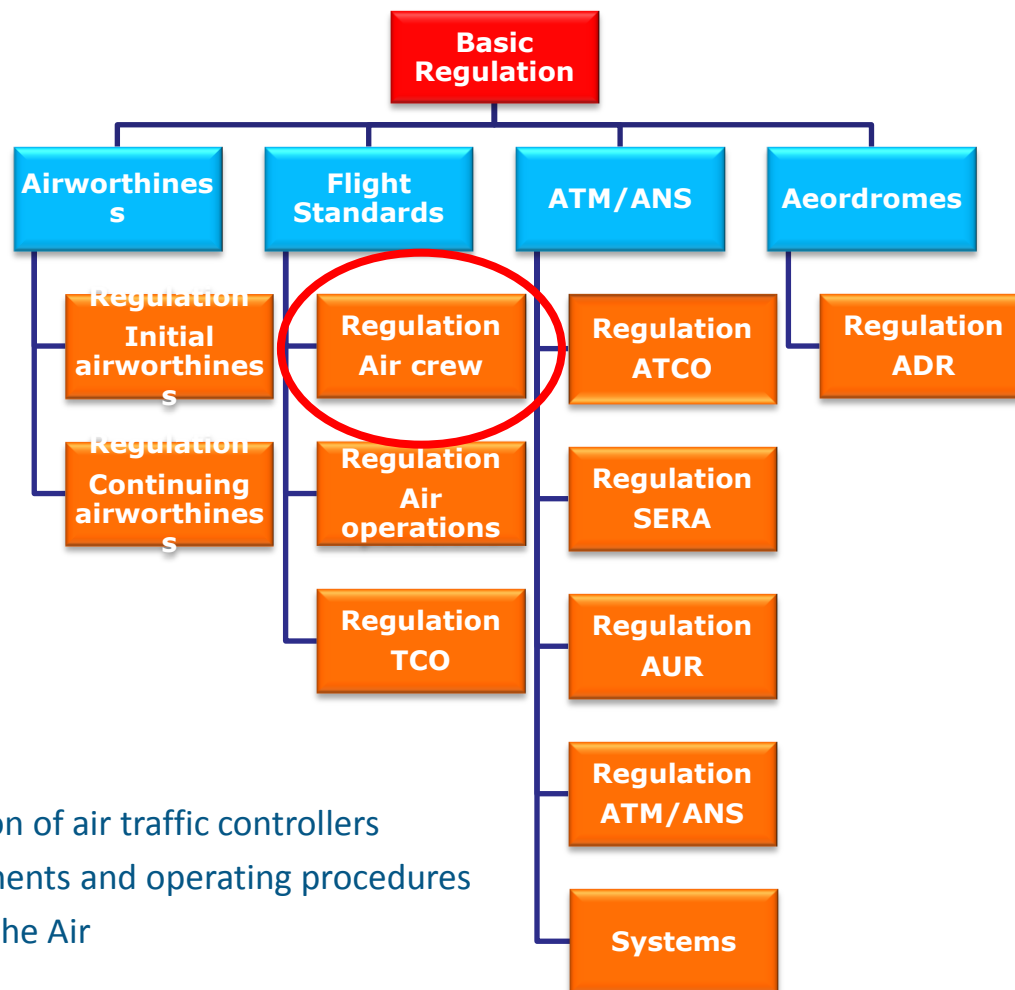 Basic
Regulation
Airworthines
s
Flight
Standards
ATM/ANS
Aeordromes
Regulation
Initial
airworthines
s
Regulation
Continuing
airworthines
s
Regulation
Air crew
Regulation
Air
operations
Regulation
TCO
Regulation
ATCO
Regulation
SERA
Regulation
AUR
Regulation
ATM/ANS
Systems
Regulation
ADR
on of air traffic controllers
nents and operating procedures
he Air